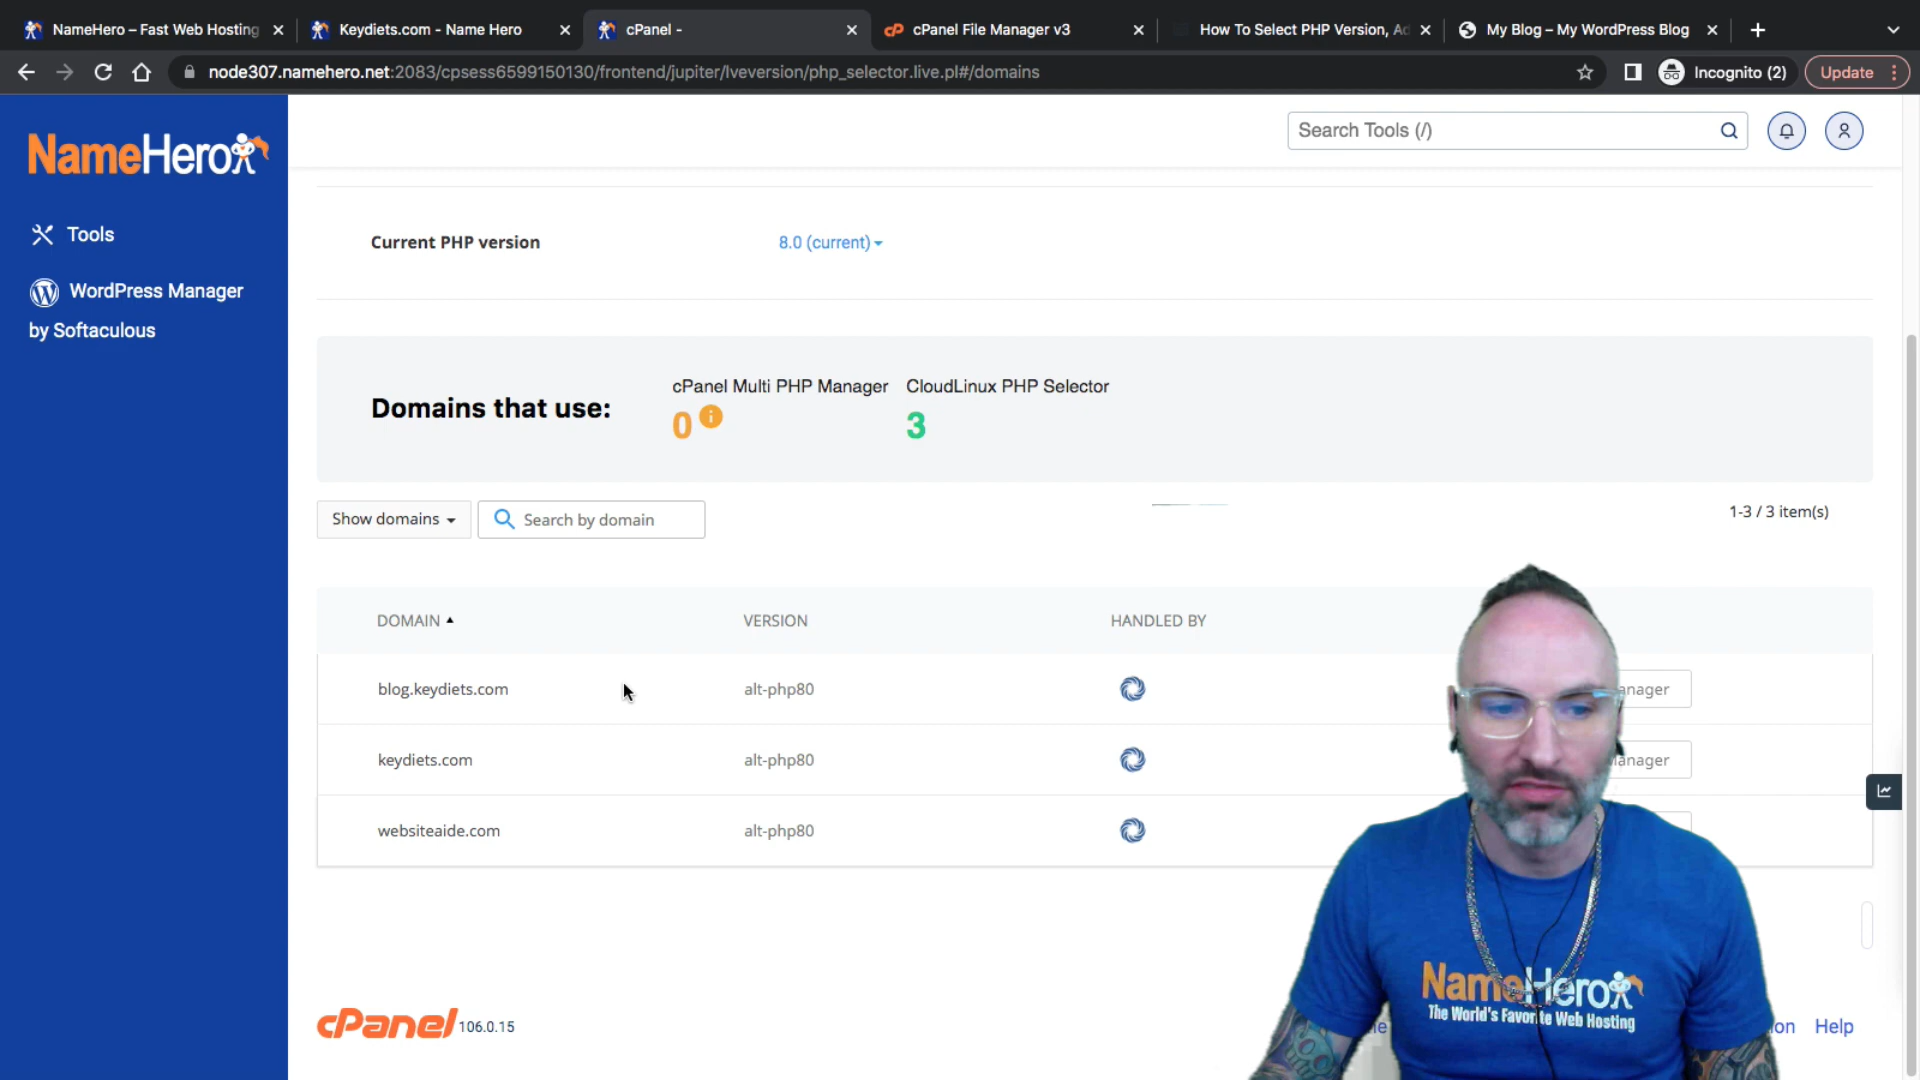 NameHero – Fast Web Hosting
Keydiets.com - Name Hero
cPanel -
cPanel File Manager v3
How To Select PHP Version, Ad
My Blog – My WordPress Blog
node307.namehero.net:2083/cpsess6599150130/frontend/jupiter/lveversion/php_selector.live.pl#/domains
Incognito (2)
Update
NameHero
Search Tools (/)
Tools
WordPress Manager
by Softaculous
Current PHP version
8.0 (current)
Domains that use:
cPanel Multi PHP Manager
0
CloudLinux PHP Selector
3
Show domains
Search by domain
1-3 / 3 item(s)
DOMAIN
VERSION
HANDLED BY
blog.keydiets.com
alt-php80
anager
keydiets.com
alt-php80
anager
websiteaide.com
alt-php80
NameHero
The World's Favorite Web Hosting
cPanel 106.0.15
Help